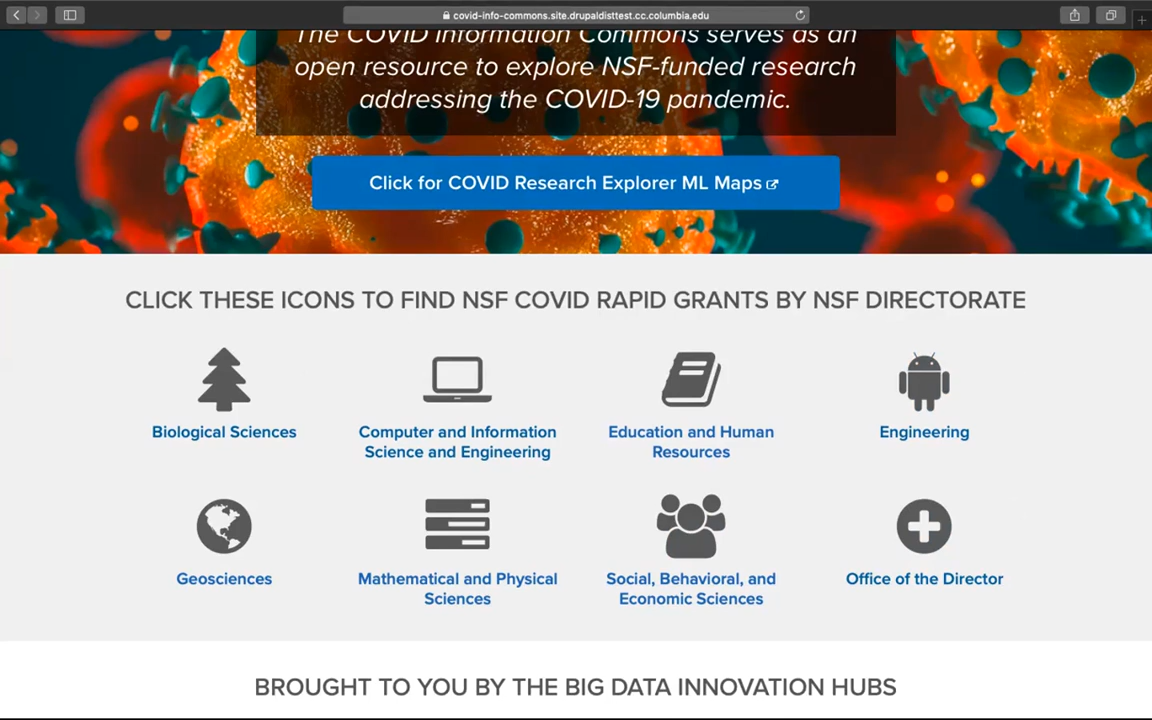 covid-info-commons.site.drupaldisttest.cc.columbia.edu
The COVID Information Commons serves as an
open resource to explore NSF-funded research
addressing the COVID-19 pandemic.
Click for COVID Research Explorer ML Maps
CLICK THESE ICONS TO FIND NSF COVID RAPID GRANTS BY NSF DIRECTORATE
Biological Sciences
Computer and Information
Science and Engineering
Education and Human
Resources
Engineering
Geosciences
Mathematical and Physical
Sciences
Social, Behavioral, and
Economic Sciences
Office of the Director
BROUGHT TO YOU BY THE BIG DATA INNOVATION HUBS